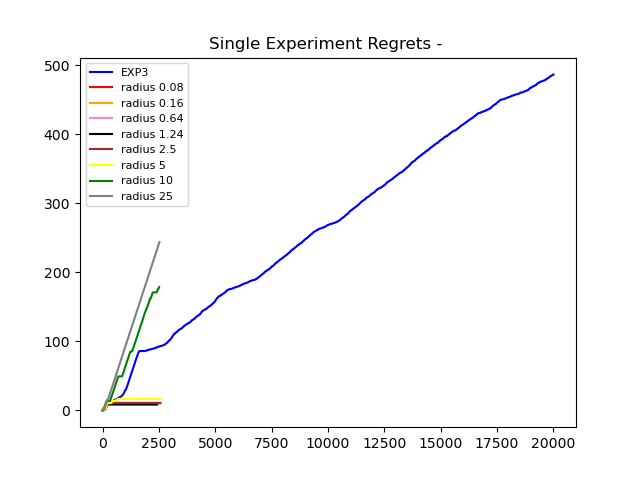 Single Experiment Regrets -
EXP3
radius 0.08
radius 0.16
radius 0.64
radius 1.24
radius 2.5
radius 5
radius 10
radius 25
500
400
300
200
100
0
0 2500 5000 7500 10000 12500 15000 17500 20000